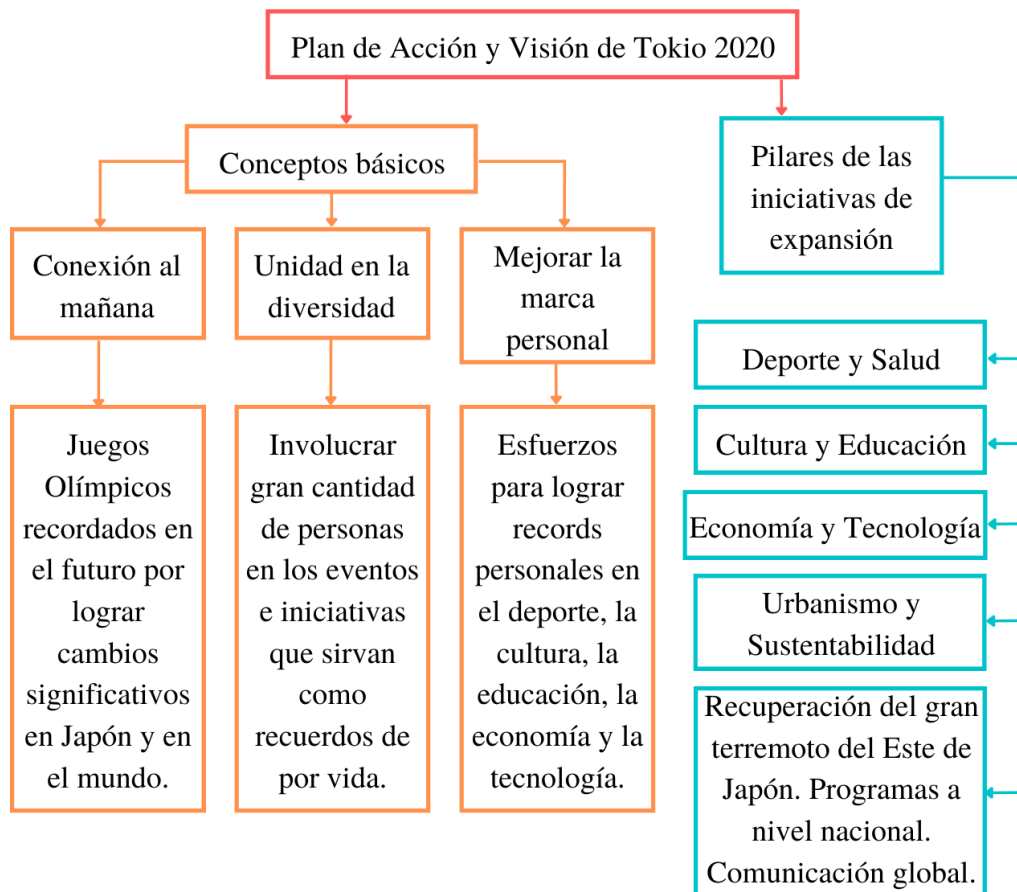 Plan de Acción y Visión de Tokio 2020
Conceptos básicos
Conexión al
mañana
Unidad en la
diversidad
Mejorar la
marca
personal
Juegos
Olímpicos
recordados en
el futuro por
lograr
cambios
significativos
en Japón y en
el mundo.
Involucrar
gran cantidad
de personas
en los eventos
e iniciativas
que sirvan
como
recuerdos de
por vida.
Esfuerzos
para lograr
records
personales en
el deporte, la
cultura, la
educación, la
economía y la
tecnología.
Pilares de las
iniciativas de
expansión
Deporte y Salud
Cultura y Educación
Economía y Tecnología
Urbanismo y
Sustentabilidad
Recuperación del gran
terremoto del Este de
Japón. Programas a
nivel nacional.
Comunicación global.